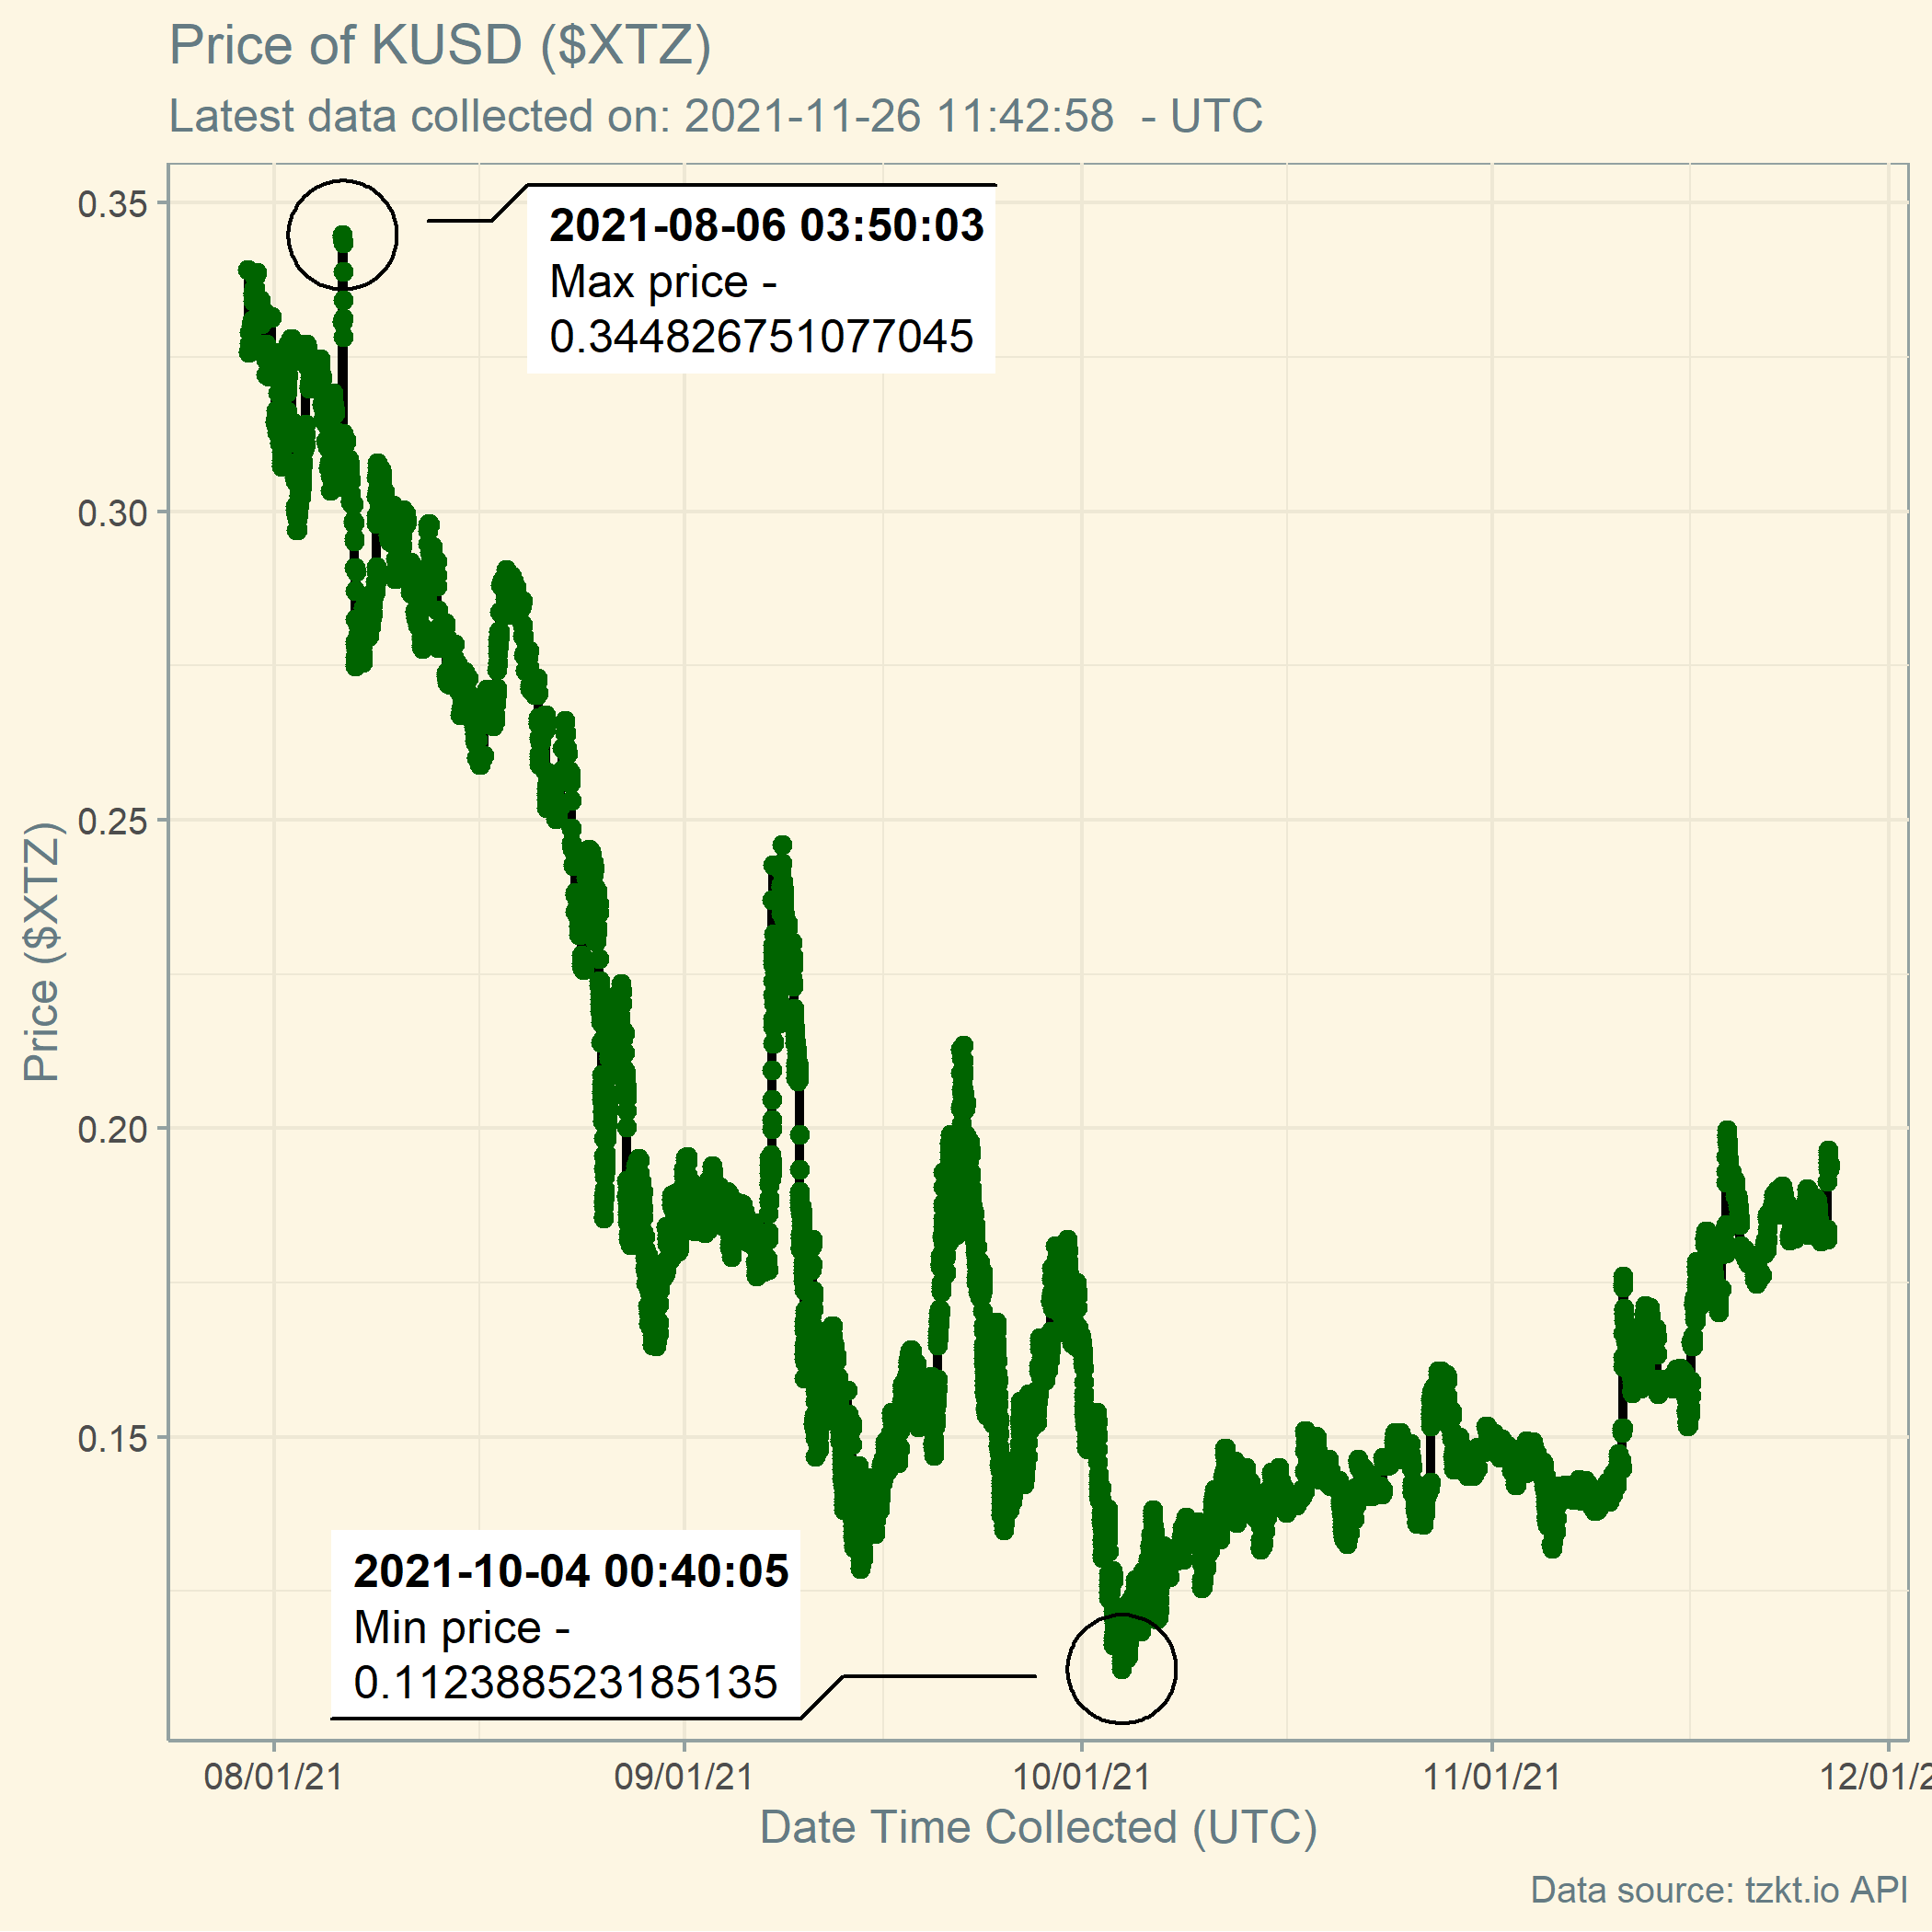 Price of KUSD ($XTZ)
Latest data collected on: 2021-11-26 11:42:58  - UTC
0.35
0.30
0.25
0.20
0.15
Price ($XTZ)
2021-08-06 03:50:03
Max price -
0.344826751077045
2021-10-04 00:40:05
Min price -
0.112388523185135
08/01/21
09/01/21
10/01/21
11/01/21
12/01/2
Date Time Collected (UTC)
Data source: tzkt.io API